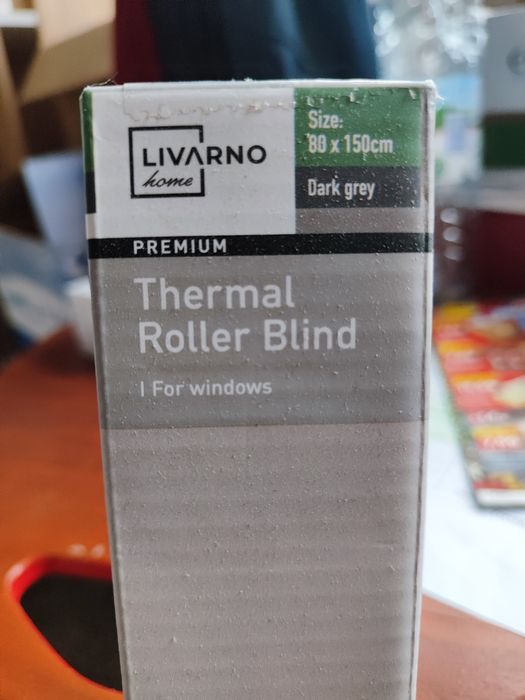 LIVARNO
home
Size:
80 x 150cm
Dark grey
PREMIUM
Thermal
Roller Blind
| For windows